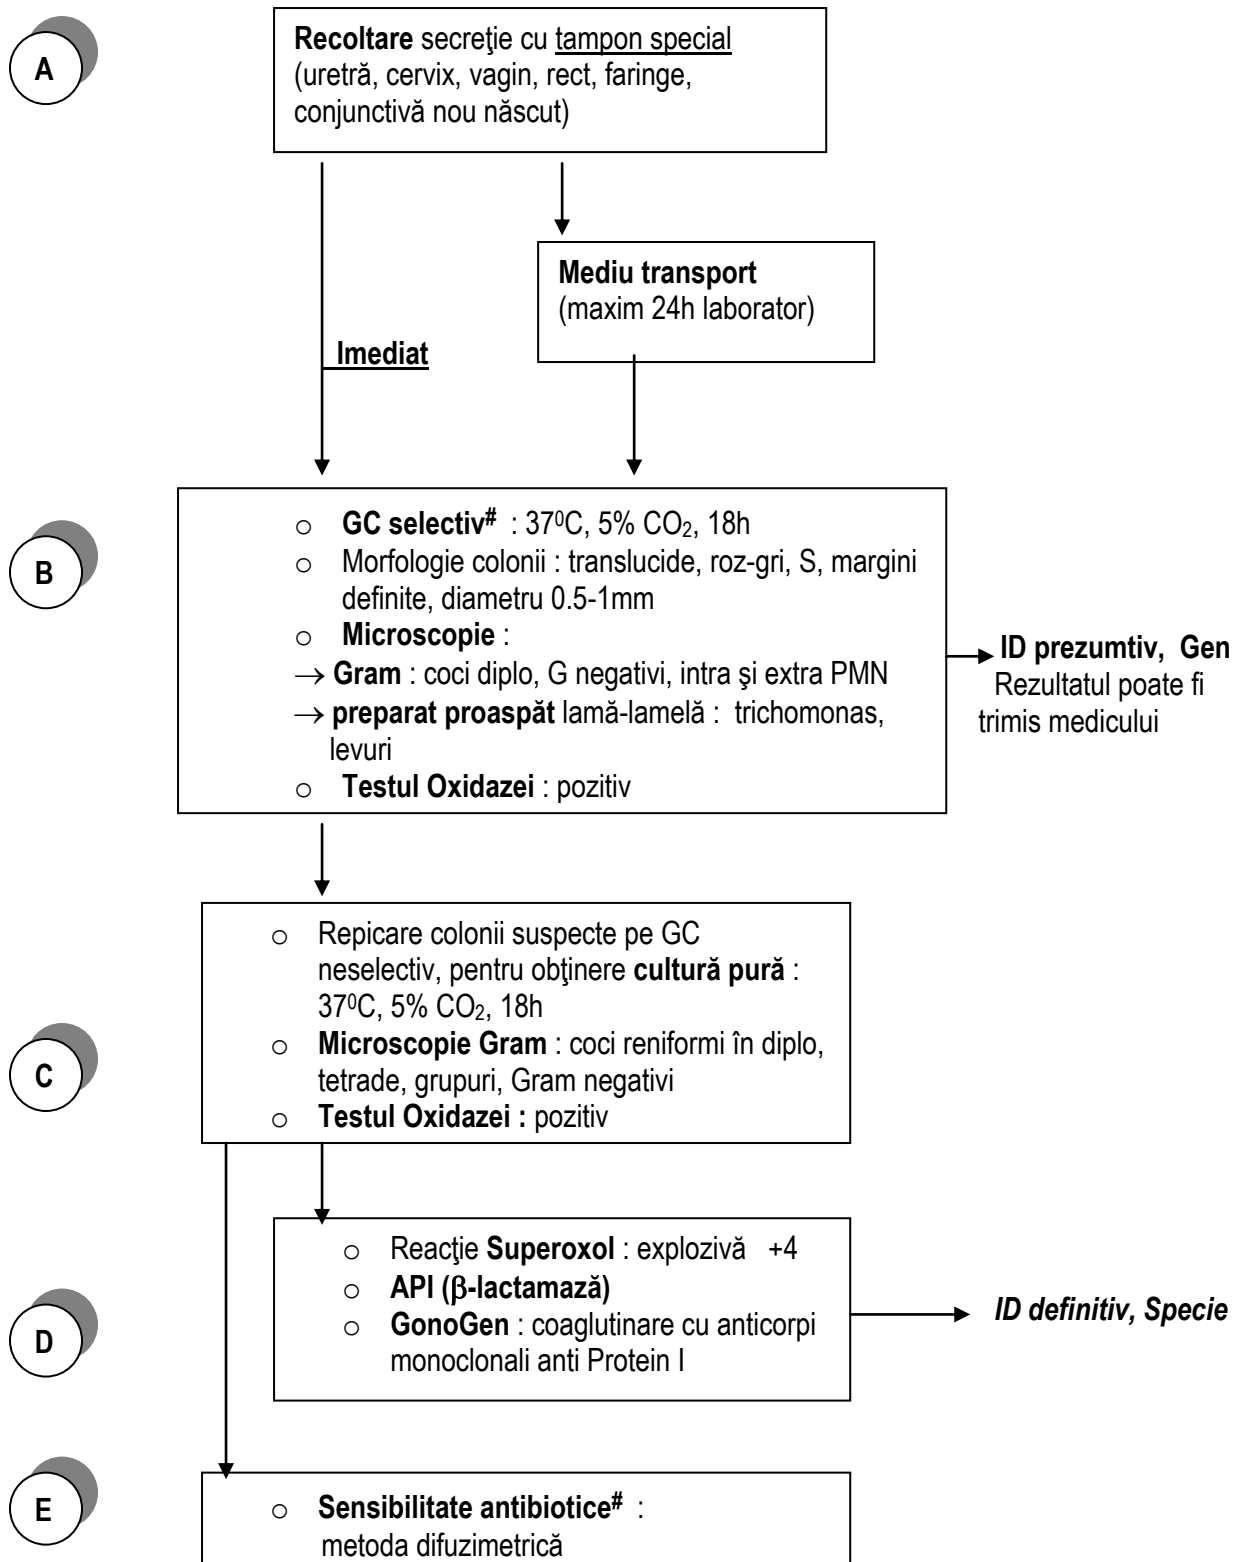 A
Recoltare secreţie cu tampon special
(uretră, cervix, vagin, rect, faringe,
conjunctivă nou născut)
Mediu transport
(maxim 24h laborator)
Imediat
B
○ GC selectiv# : 37⁰C, 5% CO₂, 18h
○ Morfologie colonii : translucide, roz-gri, S, margini
definite, diametru 0.5-1mm
○ Microscopie :
→ Gram : coci diplo, G negativi, intra şi extra PMN
→ preparat proaspăt lamă-lamelă : trichomonas,
levuri
○ Testul Oxidazei : pozitiv
ID prezumtiv, Gen
Rezultatul poate fi
trimis medicului
C
○ Repicare colonii suspecte pe GC
neselectiv, pentru obţinere cultură pură :
37⁰C, 5% CO₂, 18h
○ Microscopie Gram : coci reniformi în diplo,
tetrade, grupuri, Gram negativi
○ Testul Oxidazei : pozitiv
D
○ Reacţie Superoxol : explozivă +4
○ API (β-lactamază)
○ GonoGen : coaglutinare cu anticorpi
monoclonali anti Protein I
ID definitiv, Specie
E
○ Sensibilitate antibiotice# :
metoda difuzimetrică